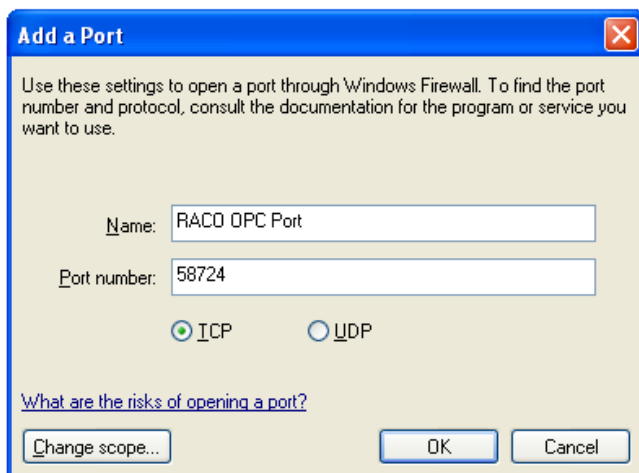 Add a Port
Use these settings to open a port through Windows Firewall. To find the port
number and protocol, consult the documentation for the program or service you
want to use.
Name: RACO OPC Port
Port number: 58724
TCP UDP
What are the risks of opening a port?
Change scope... OK Cancel